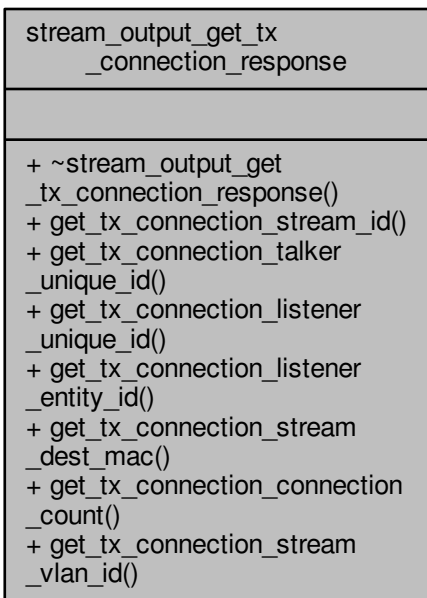 stream_output_get_tx
_connection_response
+ ~stream_output_get
_tx_connection_response()
+ get_tx_connection_stream_id()
+ get_tx_connection_talker
_unique_id()
+ get_tx_connection_listener
_unique_id()
+ get_tx_connection_listener
_entity_id()
+ get_tx_connection_stream
_dest_mac()
+ get_tx_connection_connection
_count()
+ get_tx_connection_stream
_vlan_id()